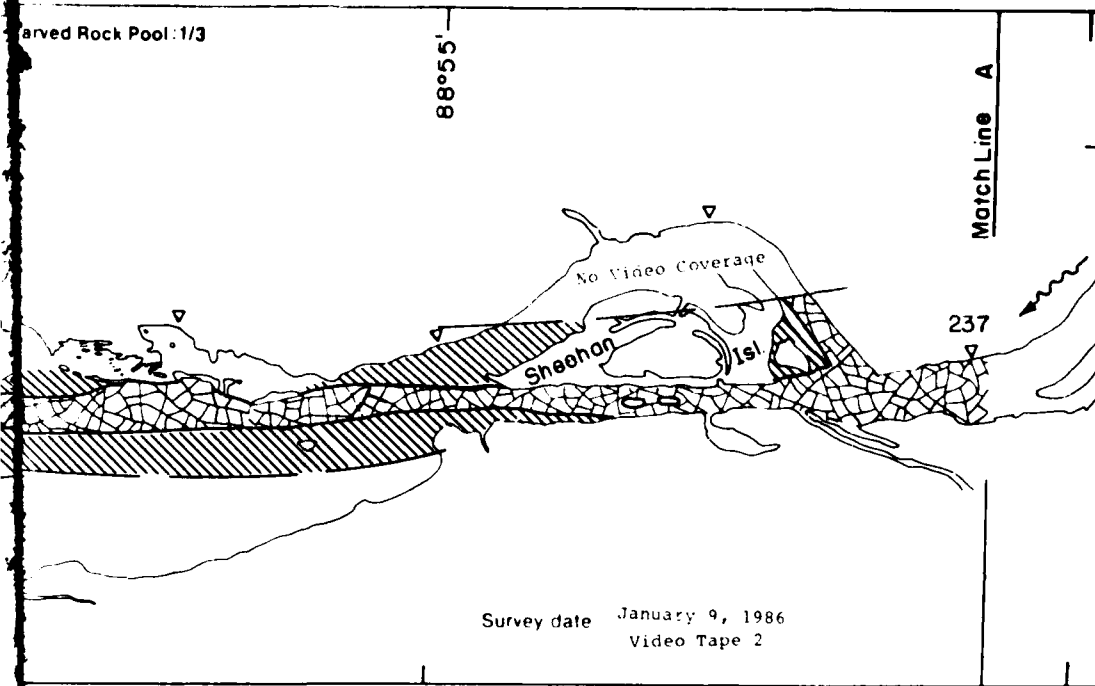 arved Rock Pool:1/3
88°55'
Match Line A
No Video Coverage
237
Sheehan Isl.
Survey date January 9, 1986
Video Tape 2